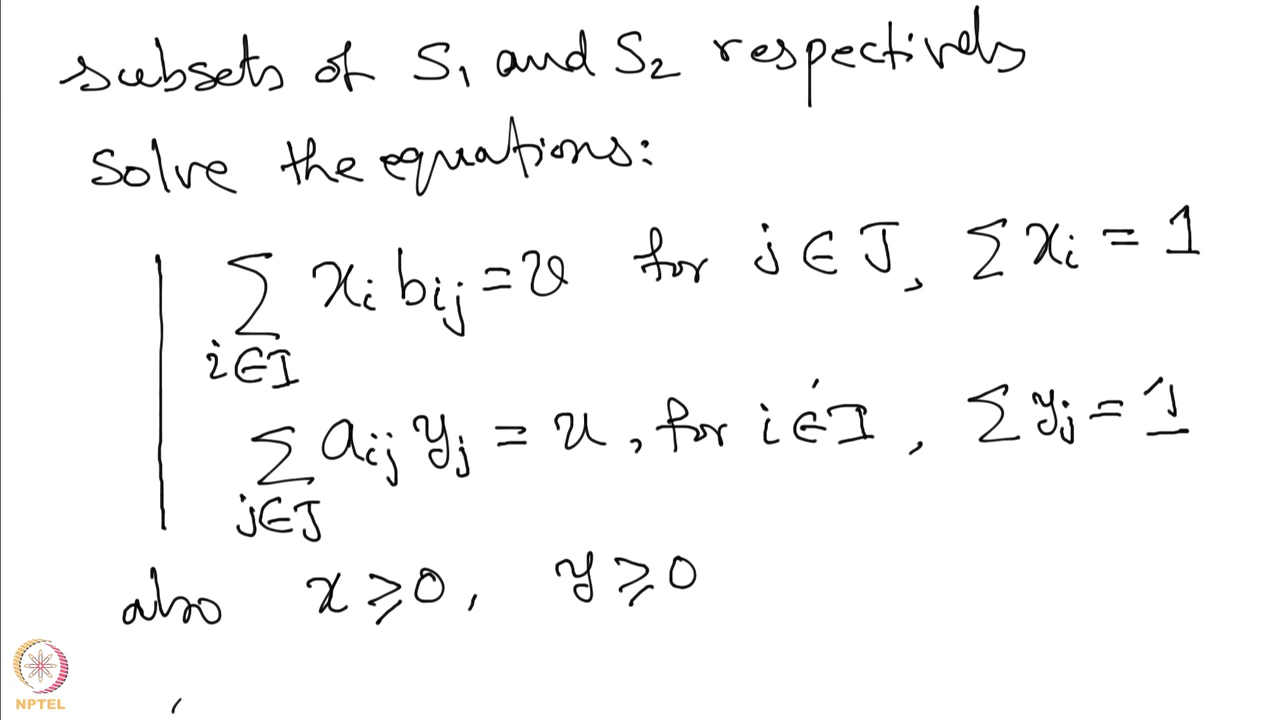 subsets of S₁ and S₂ respectively
Solve the equations:
∑ xᵢ bᵢⱼ = v for j ∈ J, ∑ xᵢ = 1
i∈I
∑ aᵢⱼ yⱼ = u, for i ∈ I, ∑ yⱼ = 1
j∈J
also x ⩾ 0, y ⩾ 0
NPTEL